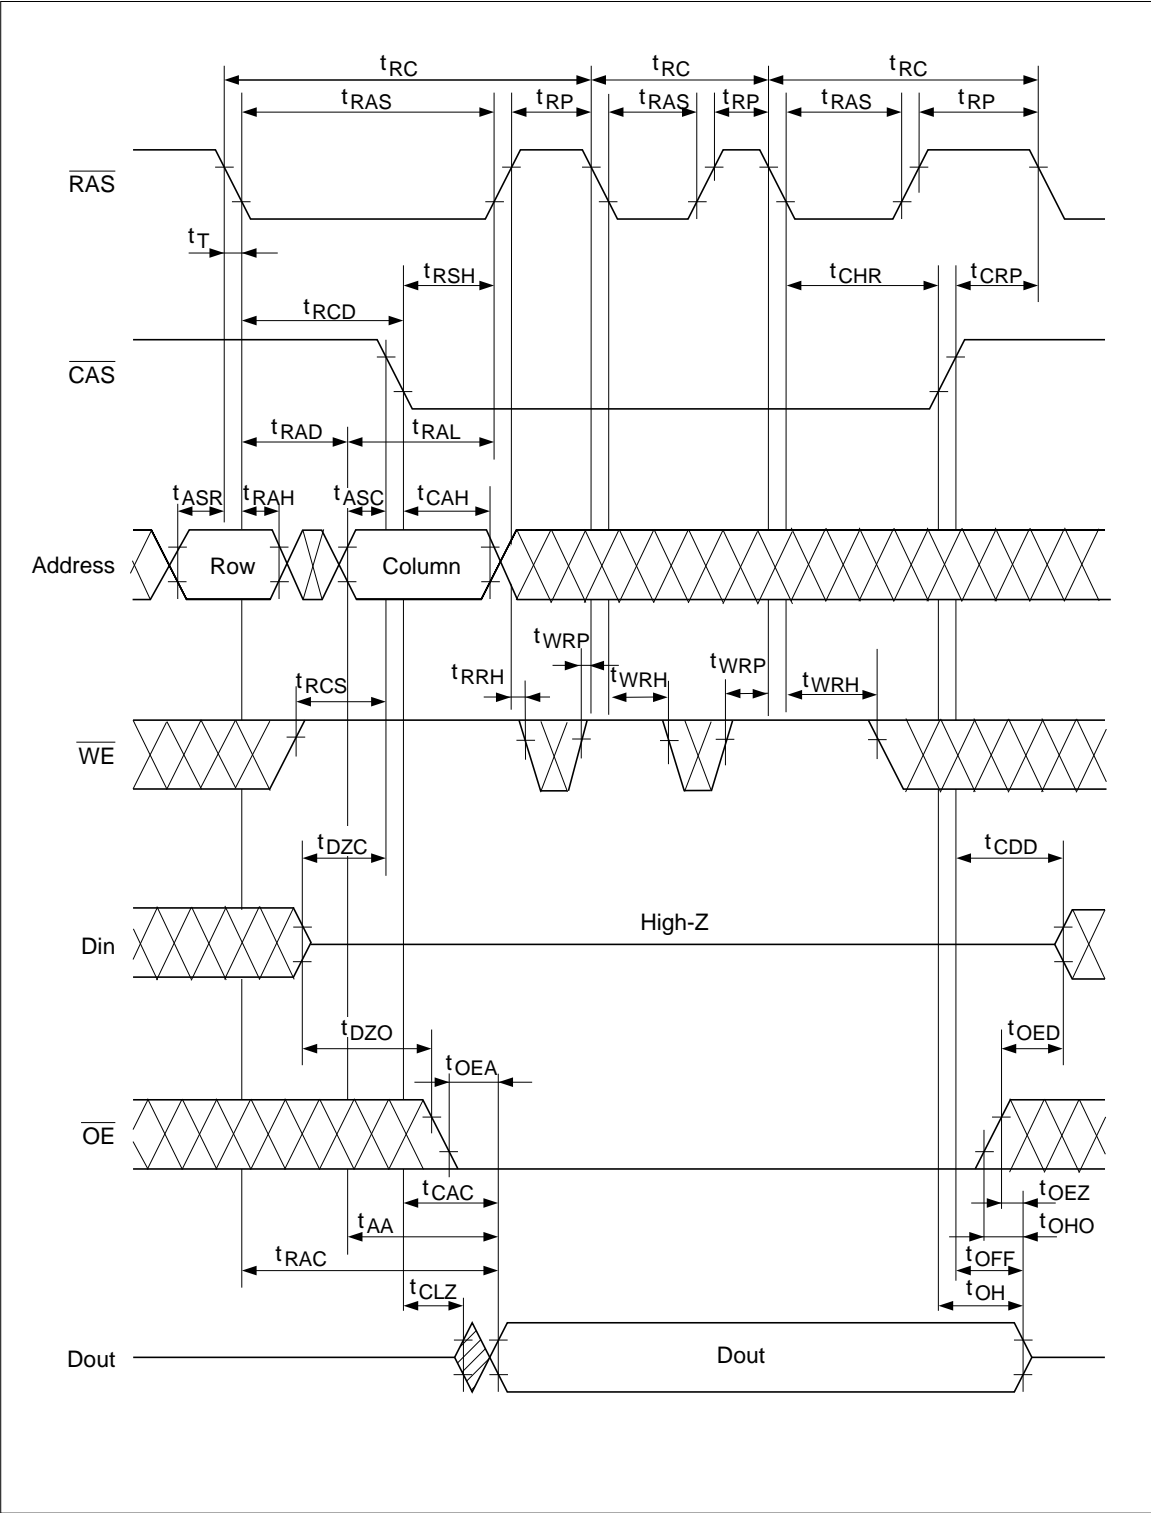 tRC tRC tRC
tRAS tRP tRAS tRP tRAS tRP
RAS
tT
tRSH tCHR tCRP
tRCD
CAS
tRAD tRAL
tASR tRAH tASC tCAH
Address Row Column
tWRP
tRRH tWRH tWRP
tRCS tWRH
WE
tDZC tCDD
High-Z
Din
tDZO tOED
tOEA
OE
tCAC tOEZ
tAA tOHO
tRAC tOFF
tCLZ tOH
Dout Dout